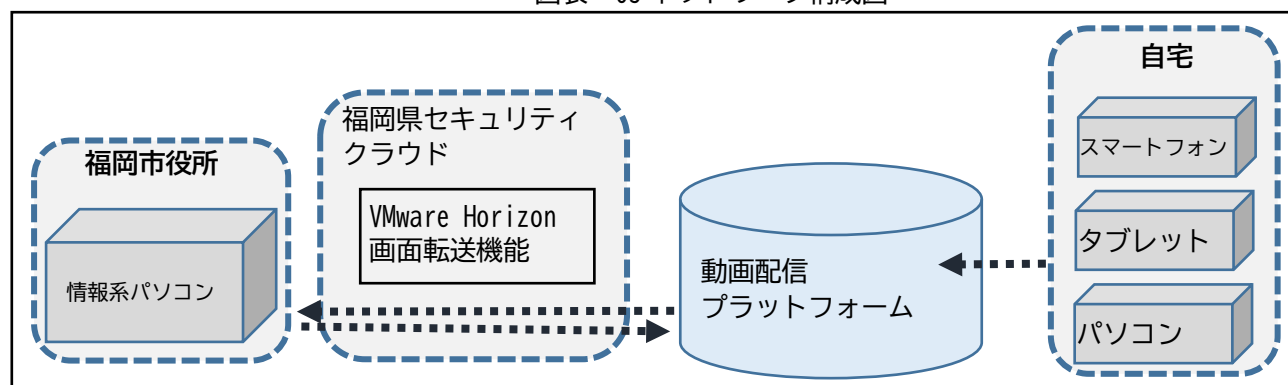 福岡市役所
情報系パソコン
福岡県セキュリティ
クラウド
VMware Horizon
画面転送機能
動画配信
プラットフォーム
自宅
スマートフォン
タブレット
パソコン